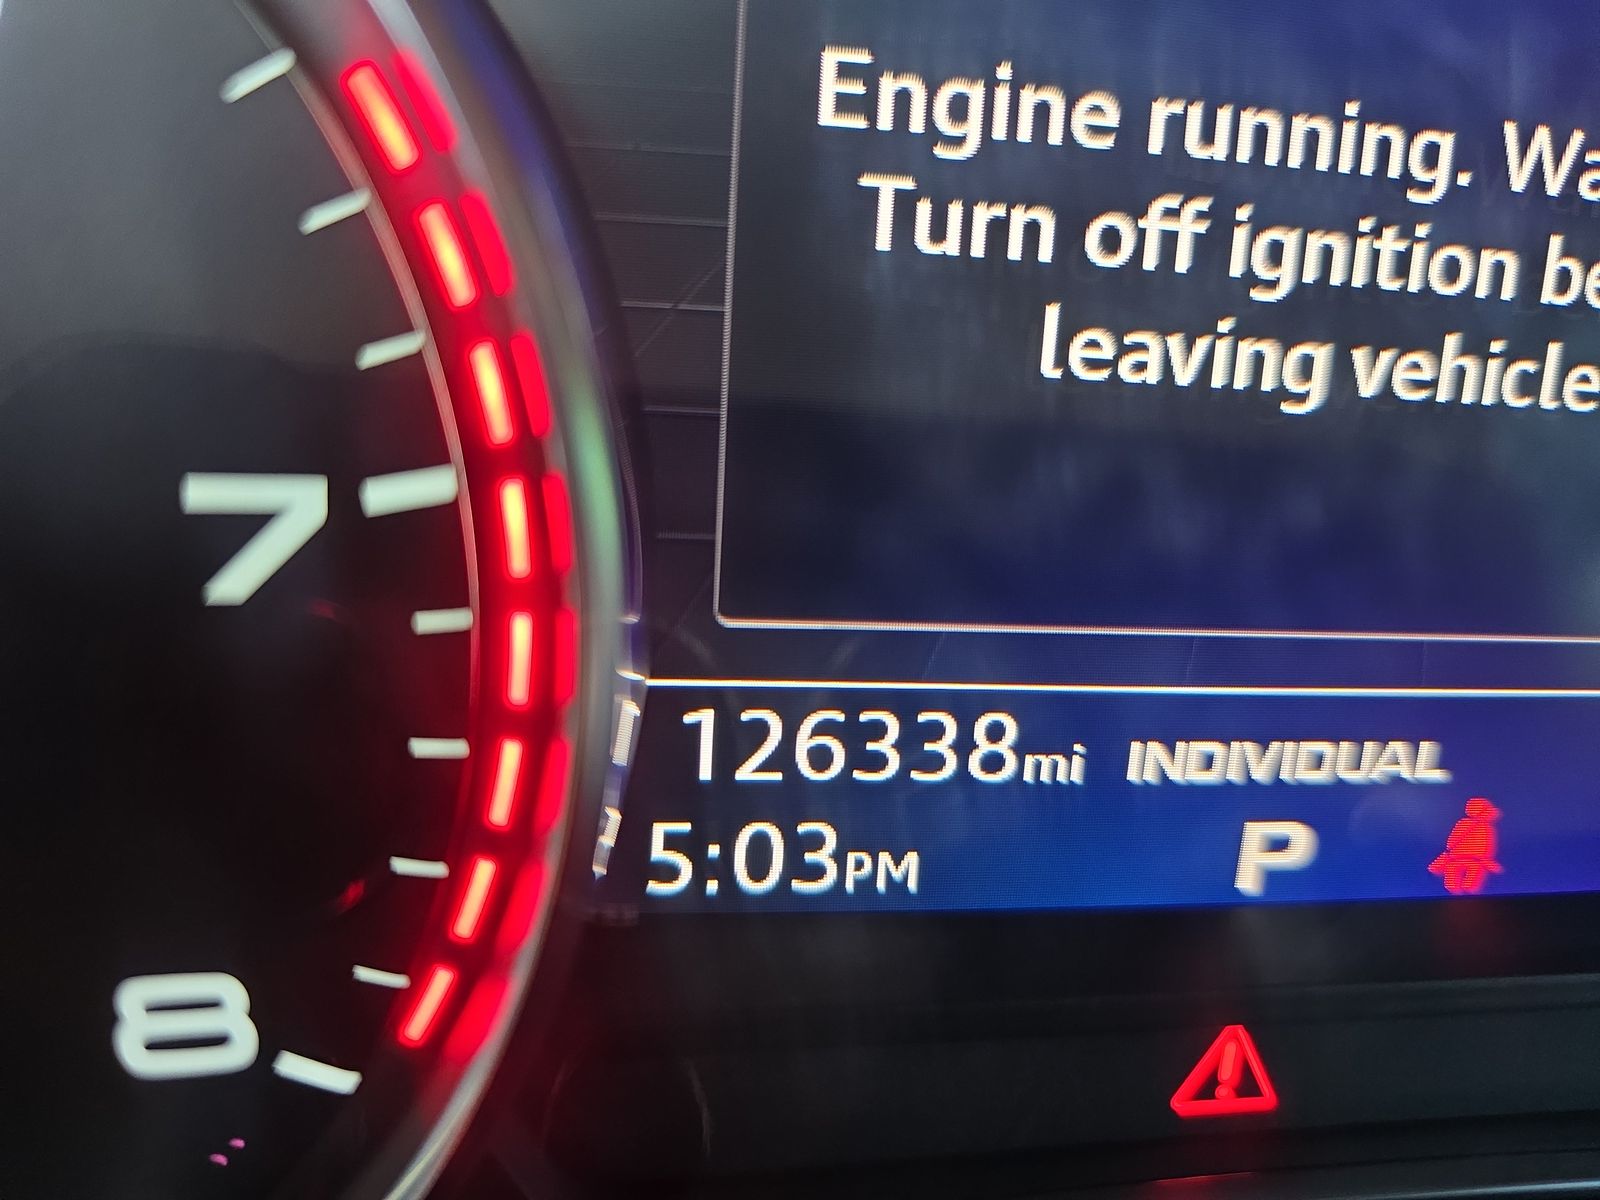 Engine running.
Turn off ignition
leaving vehicle
7
126338mi INDIVIDUAL
5:03PM P
8